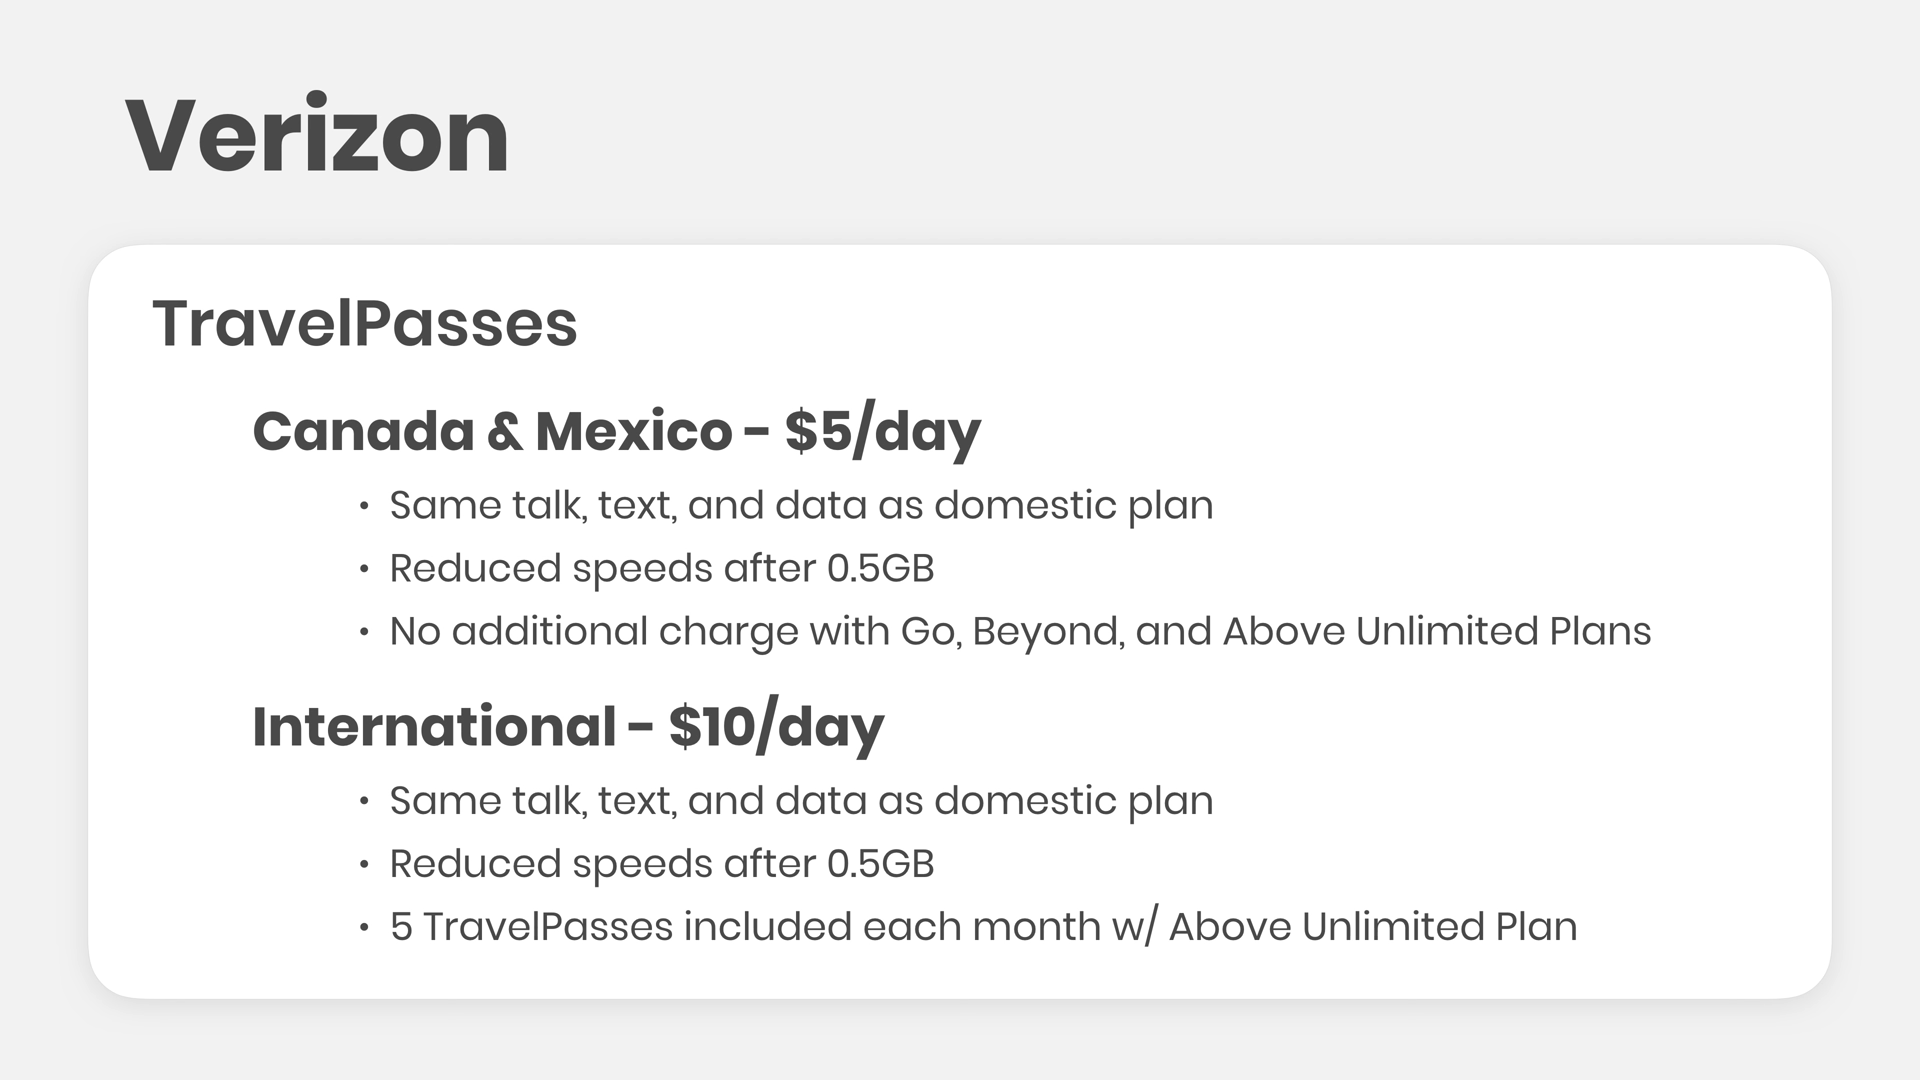 Verizon
TravelPasses
Canada & Mexico - $5/day
• Same talk, text, and data as domestic plan
• Reduced speeds after 0.5GB
• No additional charge with Go, Beyond, and Above Unlimited Plans
International - $10/day
• Same talk, text, and data as domestic plan
• Reduced speeds after 0.5GB
• 5 TravelPasses included each month w/ Above Unlimited Plan